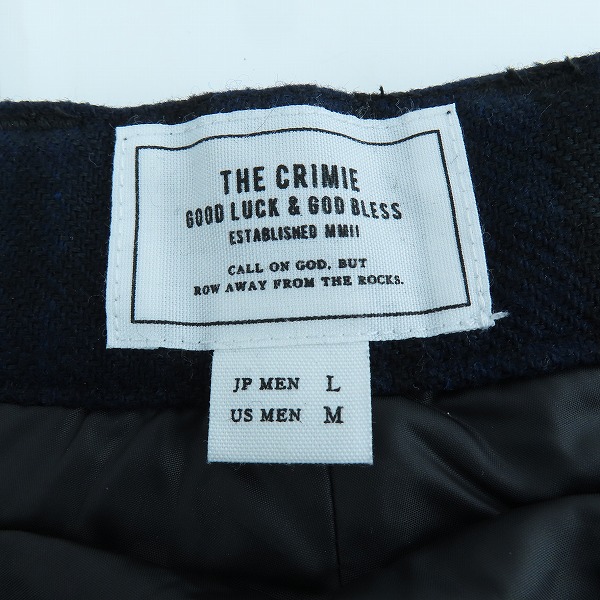 THE CRIMIE
GOOD LUCK & GOD BLESS
ESTABLISHED MMII
CALL ON GOD, BUT
ROW AWAY FROM THE ROCKS.
JP MEN L
US MEN M